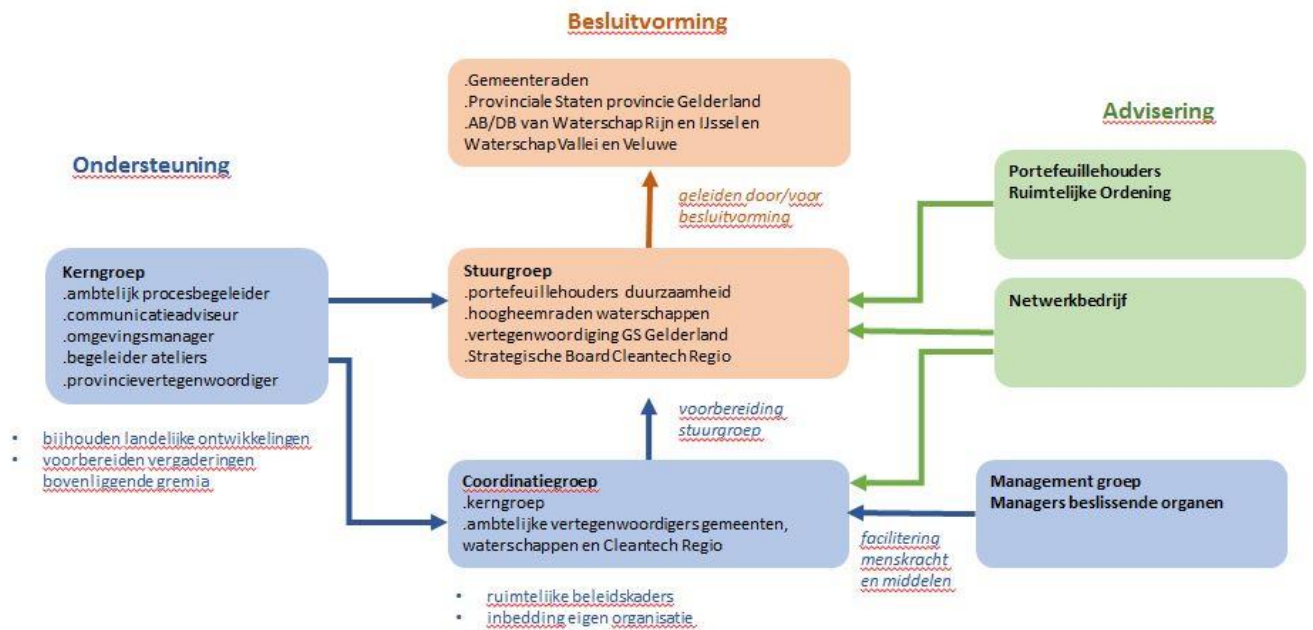 Besluitvorming
.Gemeenteraden
.Provinciale Staten provincie Gelderland
.AB/DB van Waterschap Rijn en IJssel en
Waterschap Vallei en Veluwe
Advisering
Ondersteuning
Portefeuillehouders
Ruimtelijke Ordening
geleiden door/voor
besluitvorming
Kerngroep
.ambtelijk procesbegeleider
.communicatieadviseur
.omgevingsmanager
.begeleider ateliers
.provincievertegenwoordiger
Stuurgroep
.portefeuillehouders duurzaamheid
.hoogheemraden waterschappen
.vertegenwoordiging GS Gelderland
.Strategische Board Cleantech Regio
Netwerkbedrijf
• bijhouden landelijke ontwikkelingen
• voorbereiden vergaderingen
bovenliggende gremia
voorbereiding
stuurgroep
Coordinatiegroep
.kerngroep
.ambtelijke vertegenwoordigers gemeenten,
waterschappen en Cleantech Regio
Management groep
Managers beslissende organen
facilitering
menskracht
en middelen
• ruimtelijke beleidskaders
• inbedding eigen organisatie